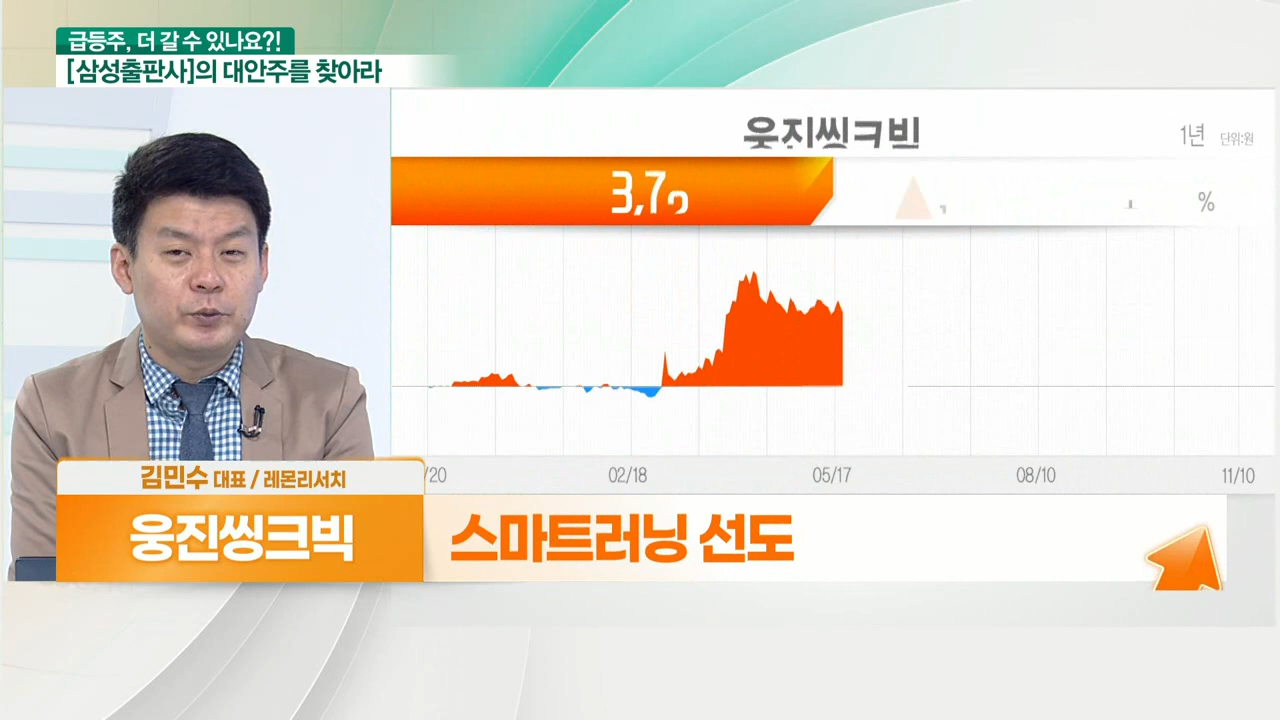 급등주, 더 갈 수 있나요?!
[삼성출판사]의 대안주를 찾아라
웅진씽크빅
1년 단위:원
3,7
%
/20 02/18 05/17 08/10 11/10
김민수 대표 / 레몬리서치
웅진씽크빅
스마트러닝 선도